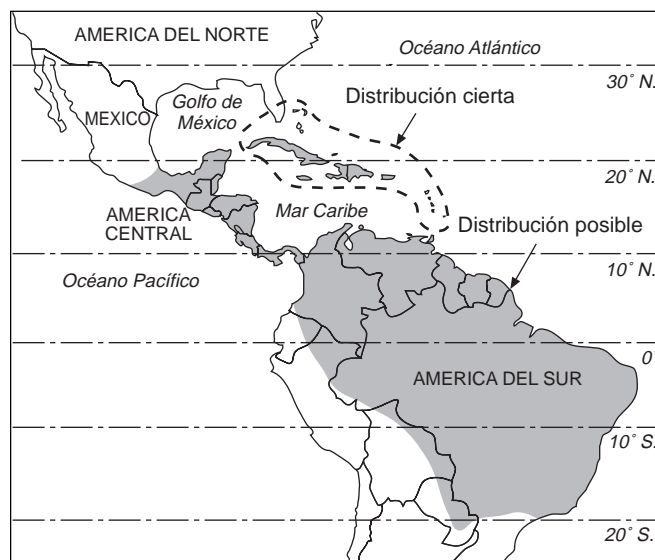 AMERICA DEL NORTE
Océano Atlántico
30° N.
Golfo de
México
Distribución cierta
MEXICO
20° N.
AMERICA
CENTRAL
Mar Caribe
Distribución posible
10° N.
Océano Pacífico
0°
AMERICA DEL SUR
10° S.
20° S.